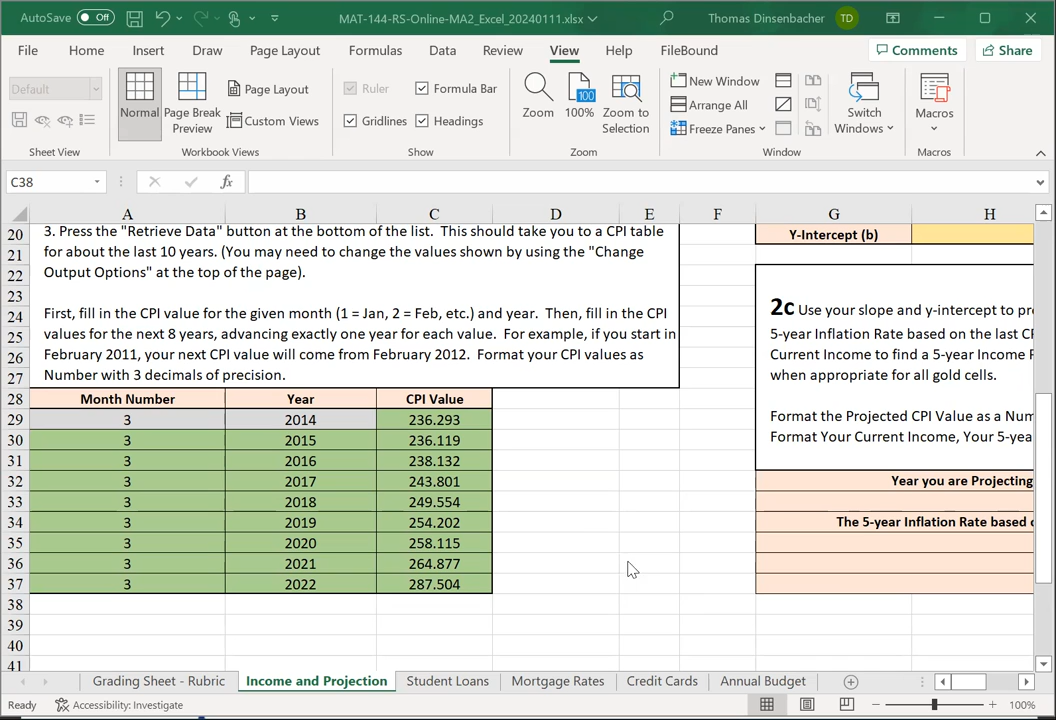 AutoSave Off MAT-144-RS-Online-MA2_Excel_20240111.xlsx Thomas Dinsenbacher TD
File Home Insert Draw Page Layout Formulas Data Review View Help FileBound Comments Share
Default
Normal Page Break Preview Page Layout Custom Views
Ruler Formula Bar
Gridlines Headings
Zoom 100 100% Zoom to Selection
New Window
Arrange All
Freeze Panes
Switch Windows Macros
Sheet View Workbook Views Show Zoom Window Macros
C38 fx
A B C D E F G H
20 3. Press the "Retrieve Data" button at the bottom of the list. This should take you to a CPI table Y-Intercept (b)
21 for about the last 10 years. (You may need to change the values shown by using the "Change
22 Output Options" at the top of the page).
23 2c Use your slope and y-intercept to pr
24 First, fill in the CPI value for the given month (1 = Jan, 2 = Feb, etc.) and year. Then, fill in the CPI
25 values for the next 8 years, advancing exactly one year for each value. For example, if you start in 5-year Inflation Rate based on the last CP
26 February 2011, your next CPI value will come from February 2012. Format your CPI values as Current Income to find a 5-year Income P
27 Number with 3 decimals of precision. when appropriate for all gold cells.
28 Month Number Year CPI Value
29 3 2014 236.293 Format the Projected CPI Value as a Num
30 3 2015 236.119 Format Your Current Income, Your 5-yea
31 3 2016 238.132
32 3 2017 243.801 Year you are Projecting
33 3 2018 249.554
34 3 2019 254.202 The 5-year Inflation Rate based o
35 3 2020 258.115
36 3 2021 264.877
37 3 2022 287.504
38
39
40
41
Grading Sheet - Rubric Income and Projection Student Loans Mortgage Rates Credit Cards Annual Budget
Ready Accessibility: Investigate 100%